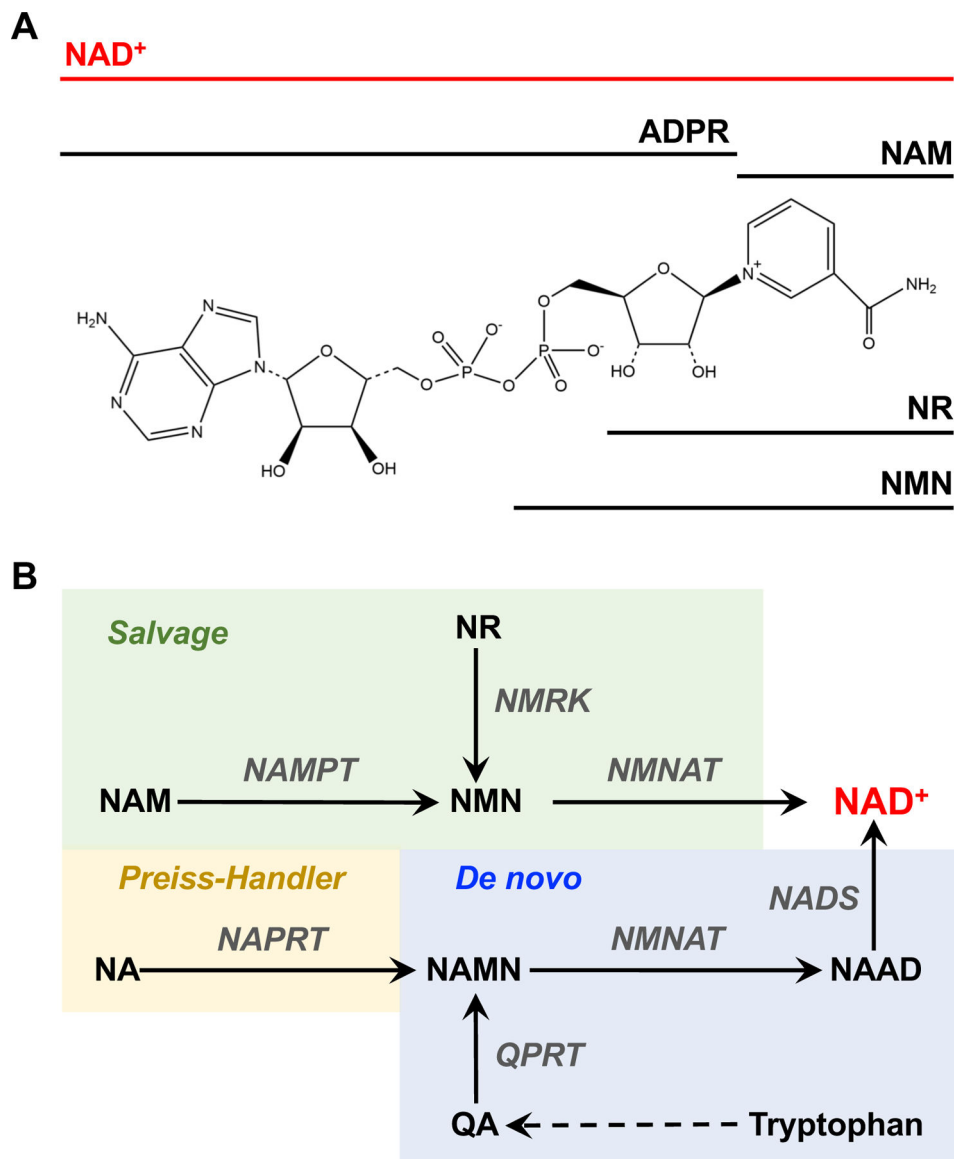 A
NAD+
ADPR
NAM
N+
O
O
NH2
O
H2N
N
N
N
N
O
O
P
O-
O
P
O-
O
O
HO
OH
HO
OH
NR
NMN
B
Salvage
NR
NMRK
NAMPT
NMNAT
NAM
NMN
NAD+
Preiss-Handler
De novo
NADS
NAPRT
NMNAT
NA
NAMN
NAAD
QPRT
QA
Tryptophan